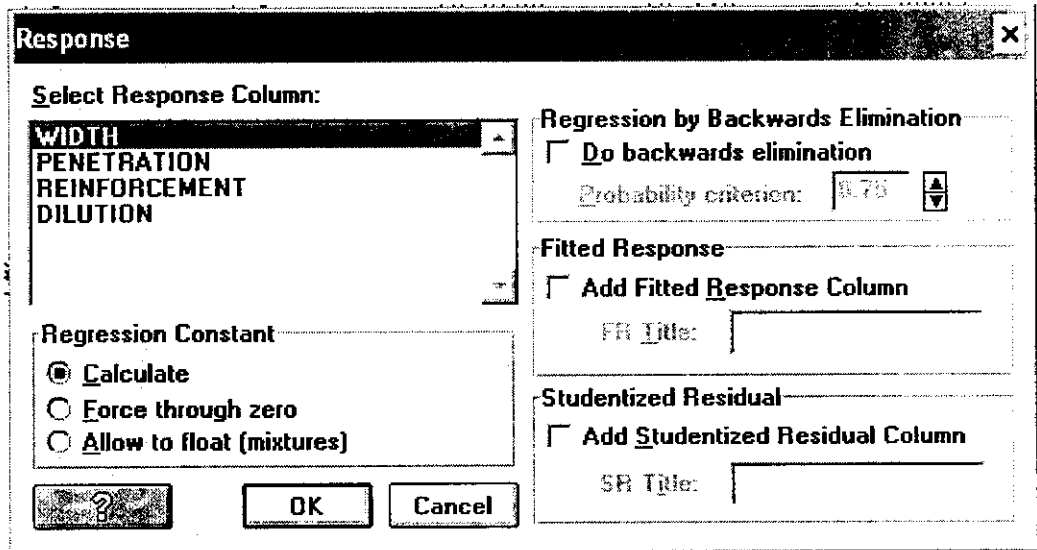 Response
Select Response Column:
WIDTH
PENETRATION
REINFORCEMENT
DILUTION
Regression Constant
Calculate
Force through zero
Allow to float (mixtures)
?
OK
Cancel
Regression by Backwards Elimination
Do backwards elimination
Probability criterion:
Fitted Response
Add Fitted Response Column
FR Title:
Studentized Residual
Add Studentized Residual Column
SR Title: